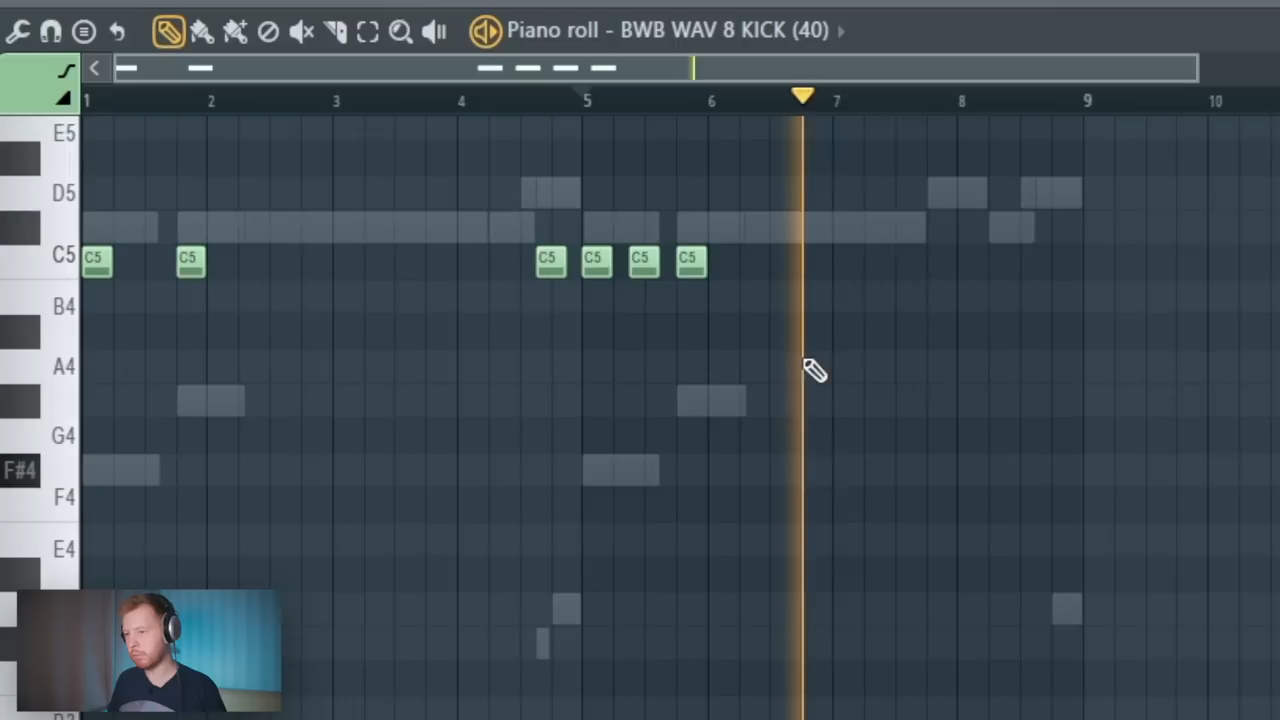 Piano roll - BWB WAV 8 KICK (40)
1 2 3 4 5 6 7 8 9 10
E5
D5
C5
C5 C5 C5 C5 C5 C5
B4
A4
G4
F#4
F4
E4